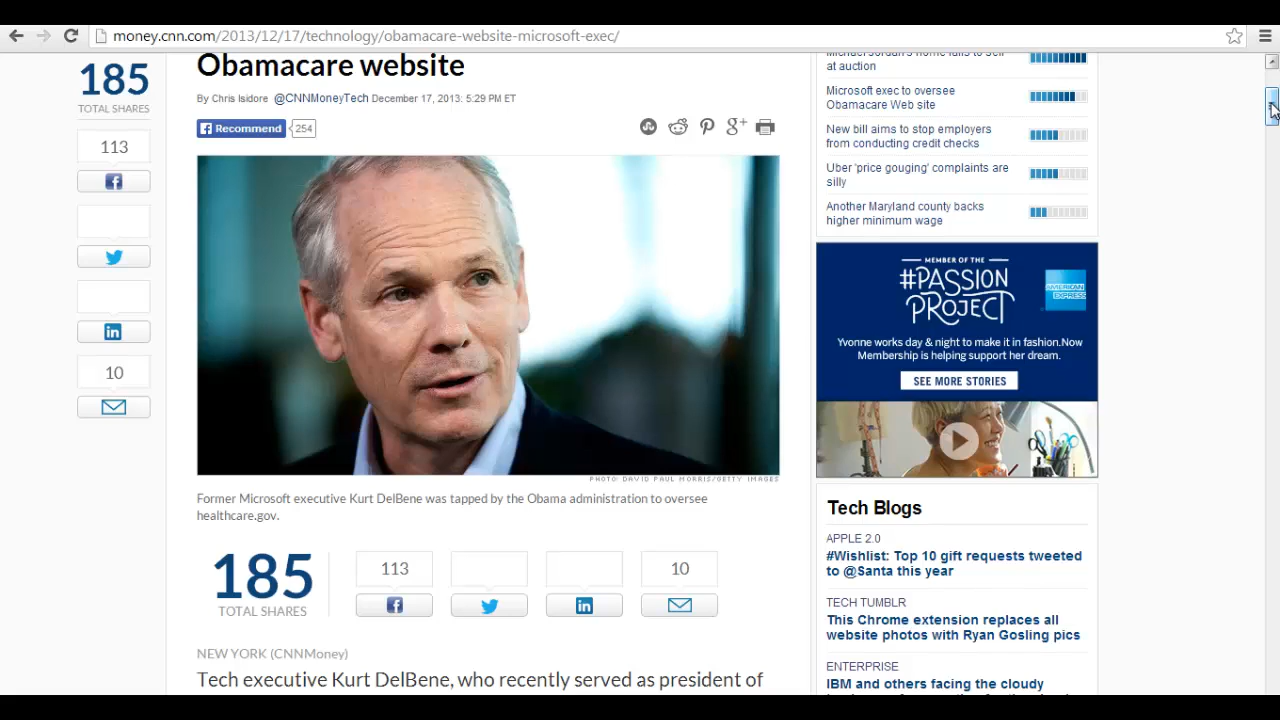 money.cnn.com/2013/12/17/technology/obamacare-website-microsoft-exec/
185
TOTAL SHARES
113
10
Obamacare website
By Chris Isidore @CNNMoneyTech December 17, 2013: 5:29 PM ET
Recommend 254
PHOTO: DAVID PAUL MORRIS/GETTY IMAGES
Former Microsoft executive Kurt DelBene was tapped by the Obama administration to oversee
healthcare.gov.
185
TOTAL SHARES
113
10
NEW YORK (CNNMoney)
Tech executive Kurt DelBene, who recently served as president of
Michael Jordan's home fails to sell
at auction
Microsoft exec to oversee
Obamacare Web site
New bill aims to stop employers
from conducting credit checks
Uber 'price gouging' complaints are
silly
Another Maryland county backs
higher minimum wage
MEMBER OF THE
#PASSION
PROJECT
AMERICAN
EXPRESS
Yvonne works day & night to make it in fashion.Now
Membership is helping support her dream.
SEE MORE STORIES
Tech Blogs
APPLE 2.0
#Wishlist: Top 10 gift requests tweeted
to @Santa this year
TECH TUMBLR
This Chrome extension replaces all
website photos with Ryan Gosling pics
ENTERPRISE
IBM and others facing the cloudy